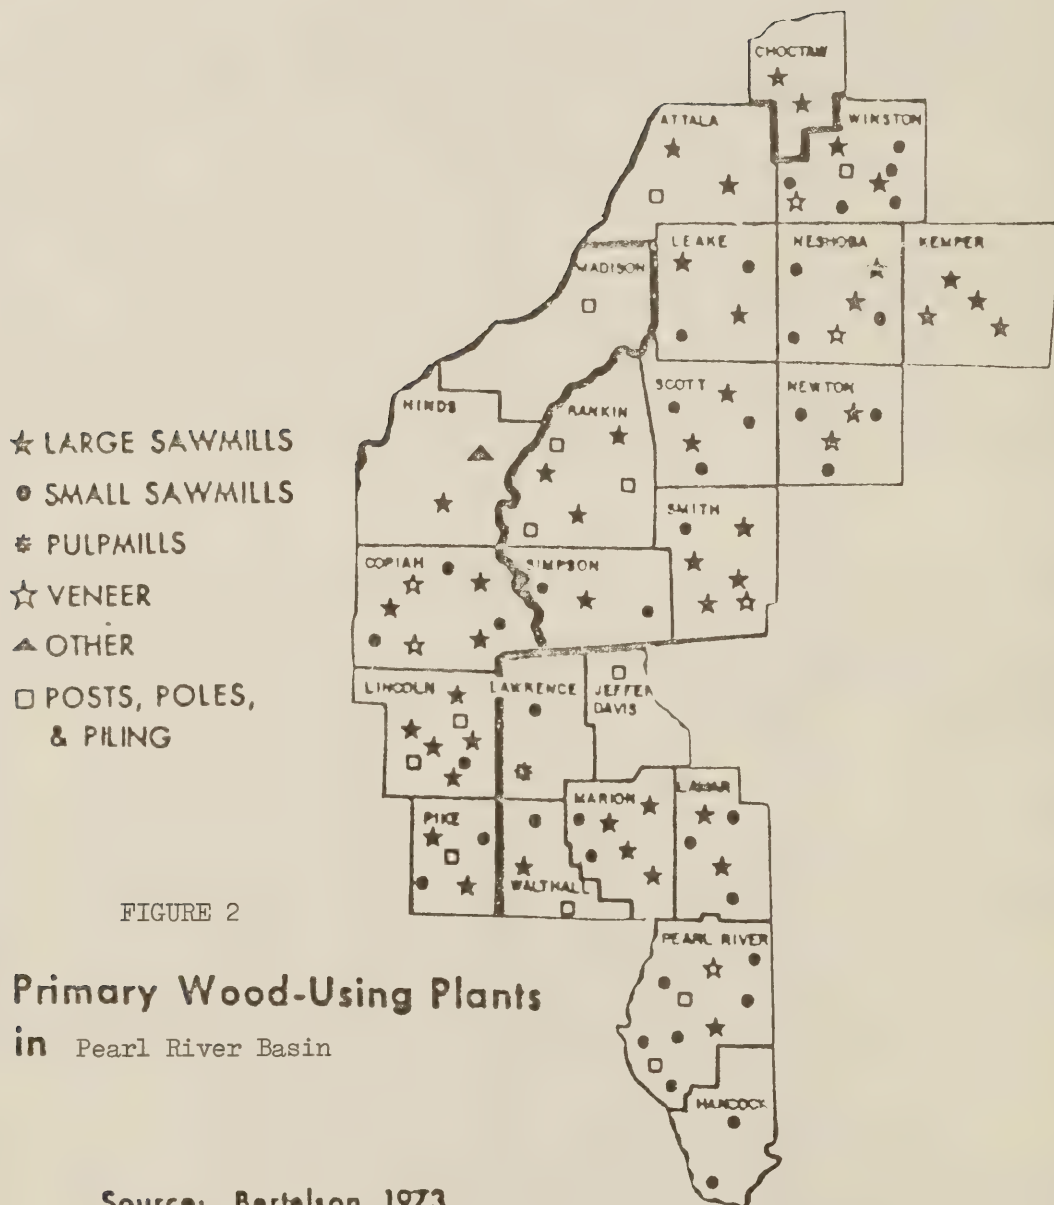 CHOCTAW
ATTALA
WINSTON
LEAKE
NESHOBA
KEMPER
MADISON
SCOTT
NEWTON
HINDS
RANKIN
SMITH
COPIAH
SIMPSON
LINCOLN
LAWRENCE
JEFFER
DAVIS
MARION
LAMAR
PIKE
WALTHALL
PEARL RIVER
HANCOCK
LARGE SAWMILLS
SMALL SAWMILLS
PULPMILLS
VENEER
OTHER
POSTS, POLES,
& PILING
FIGURE 2
Primary Wood-Using Plants
in Pearl River Basin
Source: Bertelson, 1973